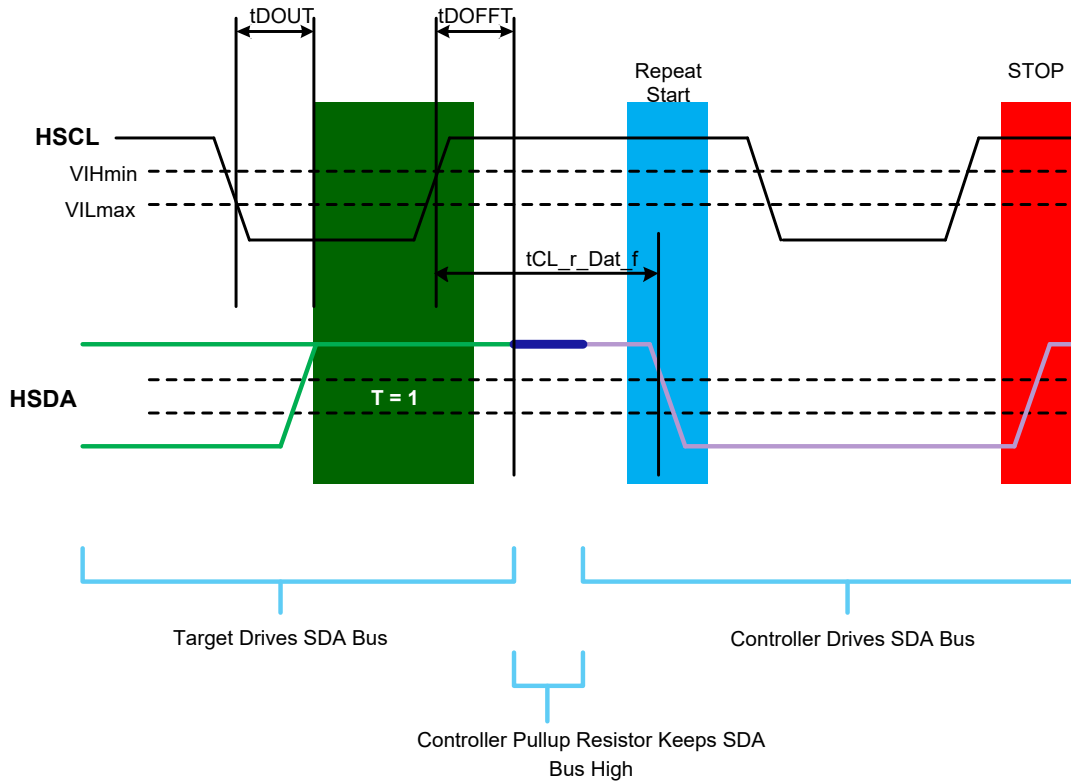 tDOUT
tDOFFT
Repeat
Start
STOP
HSCL
VIHmin
VILmax
tCL_r_Dat_f
HSDA
T = 1
Target Drives SDA Bus
Controller Drives SDA Bus
Controller Pullup Resistor Keeps SDA
Bus High